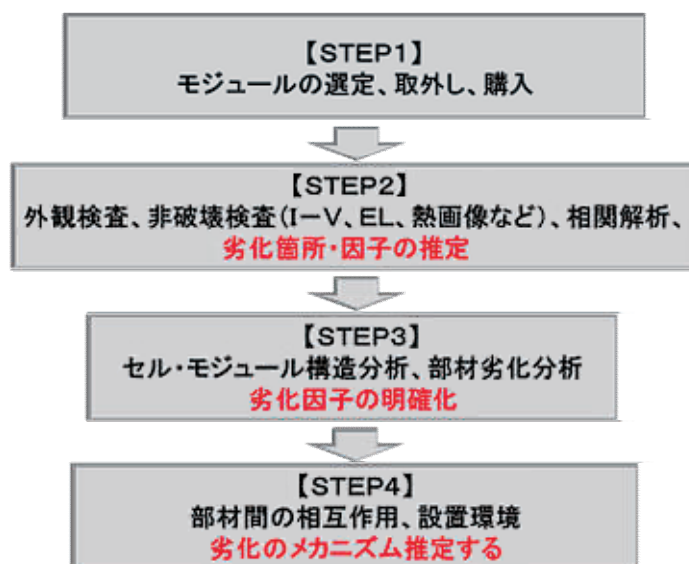 【STEP1】
モジュールの選定、取外し、購入
【STEP2】
外観検査、非破壊検査(I-V、EL、熱画像など)、相関解析、
劣化箇所・因子の推定
【STEP3】
セル・モジュール構造分析、部材劣化分析
劣化因子の明確化
【STEP4】
部材間の相互作用、設置環境
劣化のメカニズム推定する